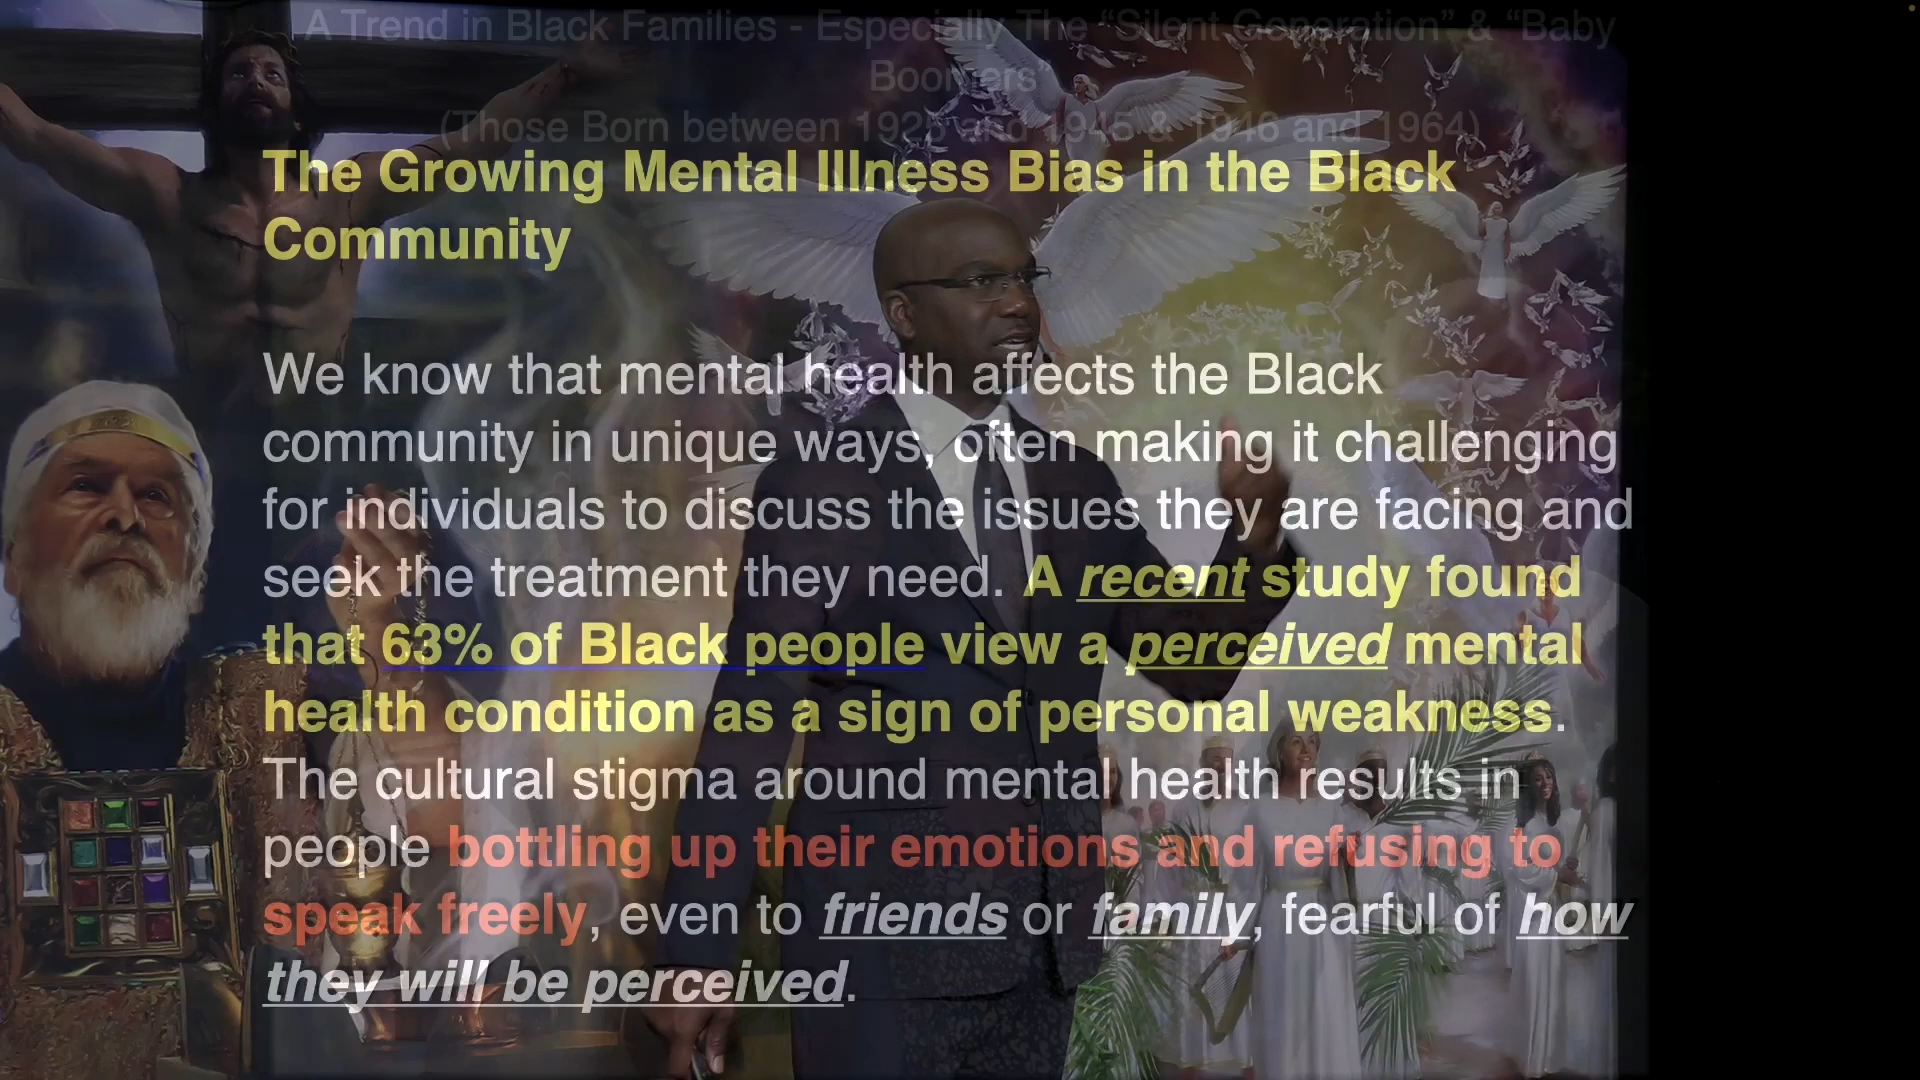 A Trend in Black Families - Especially The “Silent Generation” & “Baby
Boomers”
(Those Born between 1925 and 1945 & 1946 and 1964)
The Growing Mental Illness Bias in the Black
Community
We know that mental health affects the Black
community in unique ways, often making it challenging
for individuals to discuss the issues they are facing and
seek the treatment they need. A recent study found
that 63% of Black people view a perceived mental
health condition as a sign of personal weakness.
The cultural stigma around mental health results in
people bottling up their emotions and refusing to
speak freely, even to friends or family, fearful of how
they will be perceived.